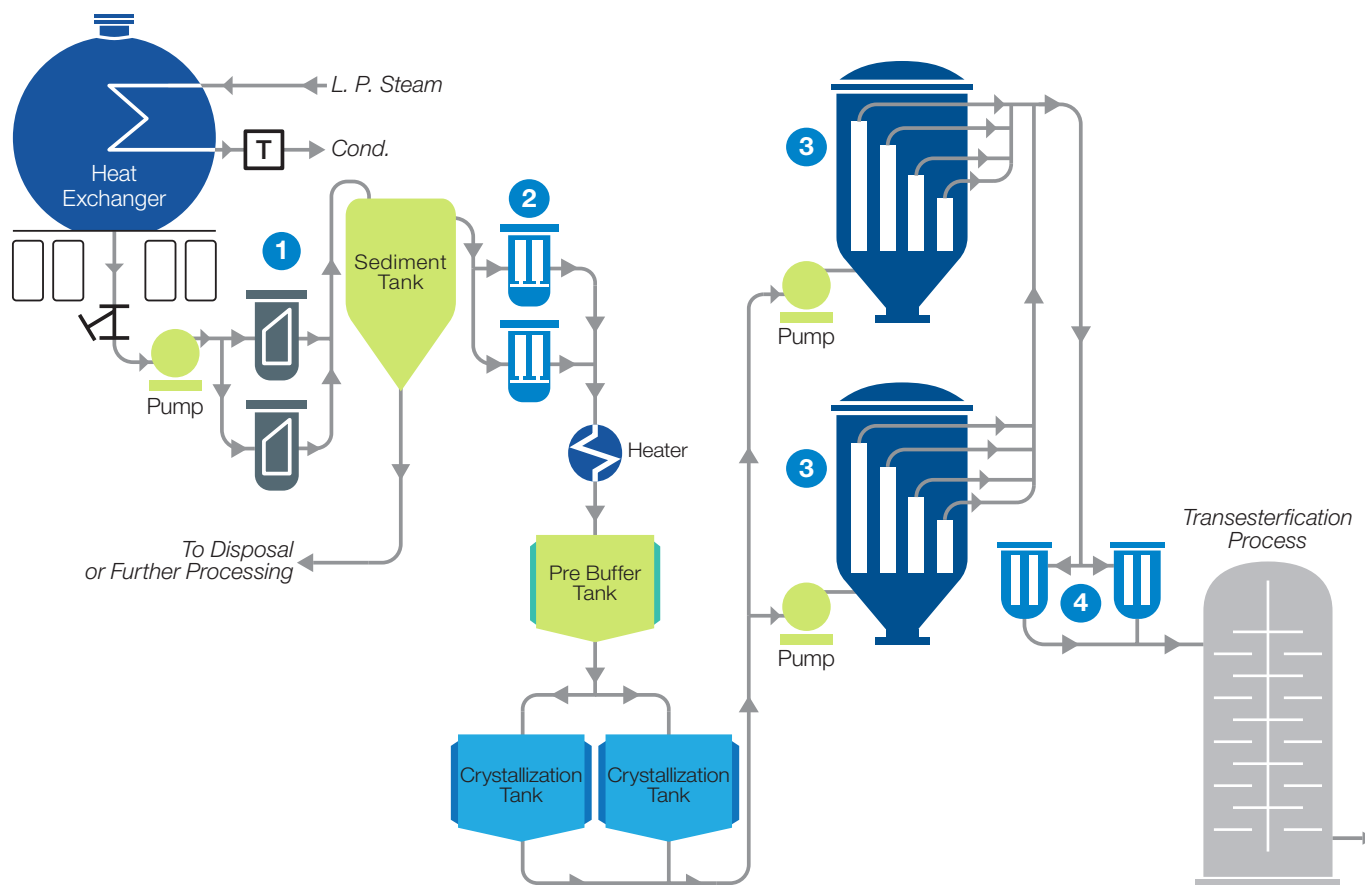 L. P. Steam
T
Cond.
Heat
Exchanger
1
Sediment
Tank
2
Pump
Heater
To Disposal
or Further Processing
Pre Buffer
Tank
Crystallization
Tank
Crystallization
Tank
3
Pump
3
Pump
4
Transesterfication
Process